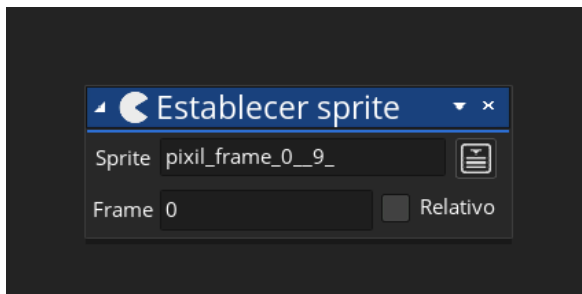 Establecer sprite
Sprite pixil_frame_0__9_
Frame 0 Relativo